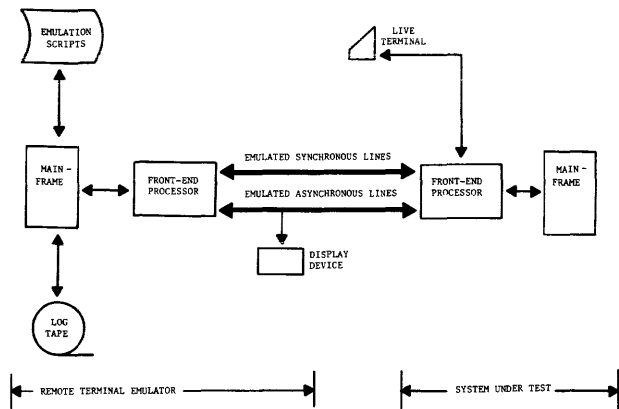 EMULATION
SCRIPTS
LIVE
TERMINAL
MAIN-
FRAME
FRONT-END
PROCESSOR
EMULATED SYNCHRONOUS LINES
EMULATED ASYNCHRONOUS LINES
FRONT-END
PROCESSOR
MAIN-
FRAME
DISPLAY
DEVICE
LOG
TAPE
REMOTE TERMINAL EMULATOR
SYSTEM UNDER TEST